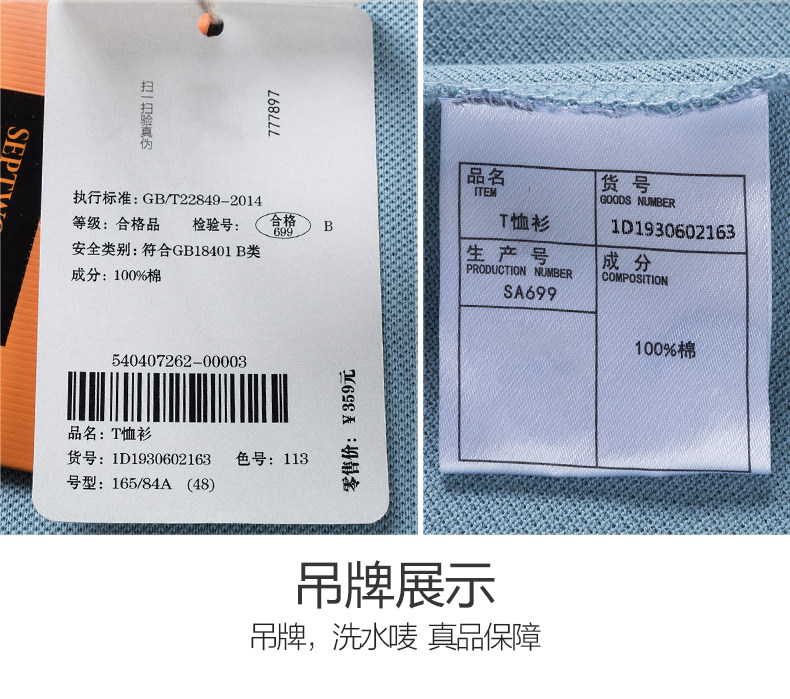 SEPTWO
扫一扫验真伪
777897
执行标准: GB/T22849-2014
等级: 合格品 检验号: 合格 699 B
安全类别: 符合GB18401 B类
成分: 100%棉
540407262-00003
品名: T恤衫
货号: 1D1930602163 色号: 113
号型: 165/84A (48)
零售价: ¥359元
品名
ITEM
T恤衫
货号
GOODS NUMBER
1D1930602163
生产号
PRODUCTION NUMBER
SA699
成分
COMPOSITION
100%棉
吊牌展示
吊牌, 洗水唛 真品保障